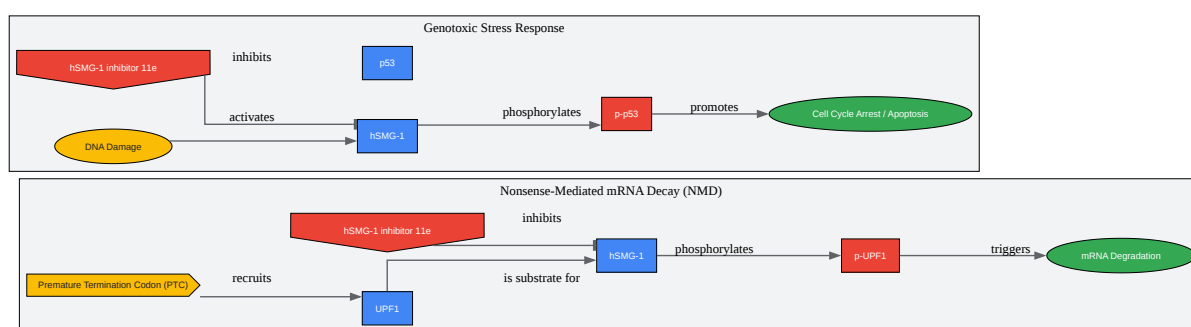 Genotoxic Stress Response
hSMG-1 inhibitor 11e
inhibits
p53
activates
phosphorylates
p-p53
promotes
Cell Cycle Arrest / Apoptosis
hSMG-1
DNA Damage
Nonsense-Mediated mRNA Decay (NMD)
hSMG-1 inhibitor 11e
inhibits
hSMG-1
phosphorylates
p-UPF1
triggers
mRNA Degradation
Premature Termination Codon (PTC)
recruits
is substrate for
UPF1